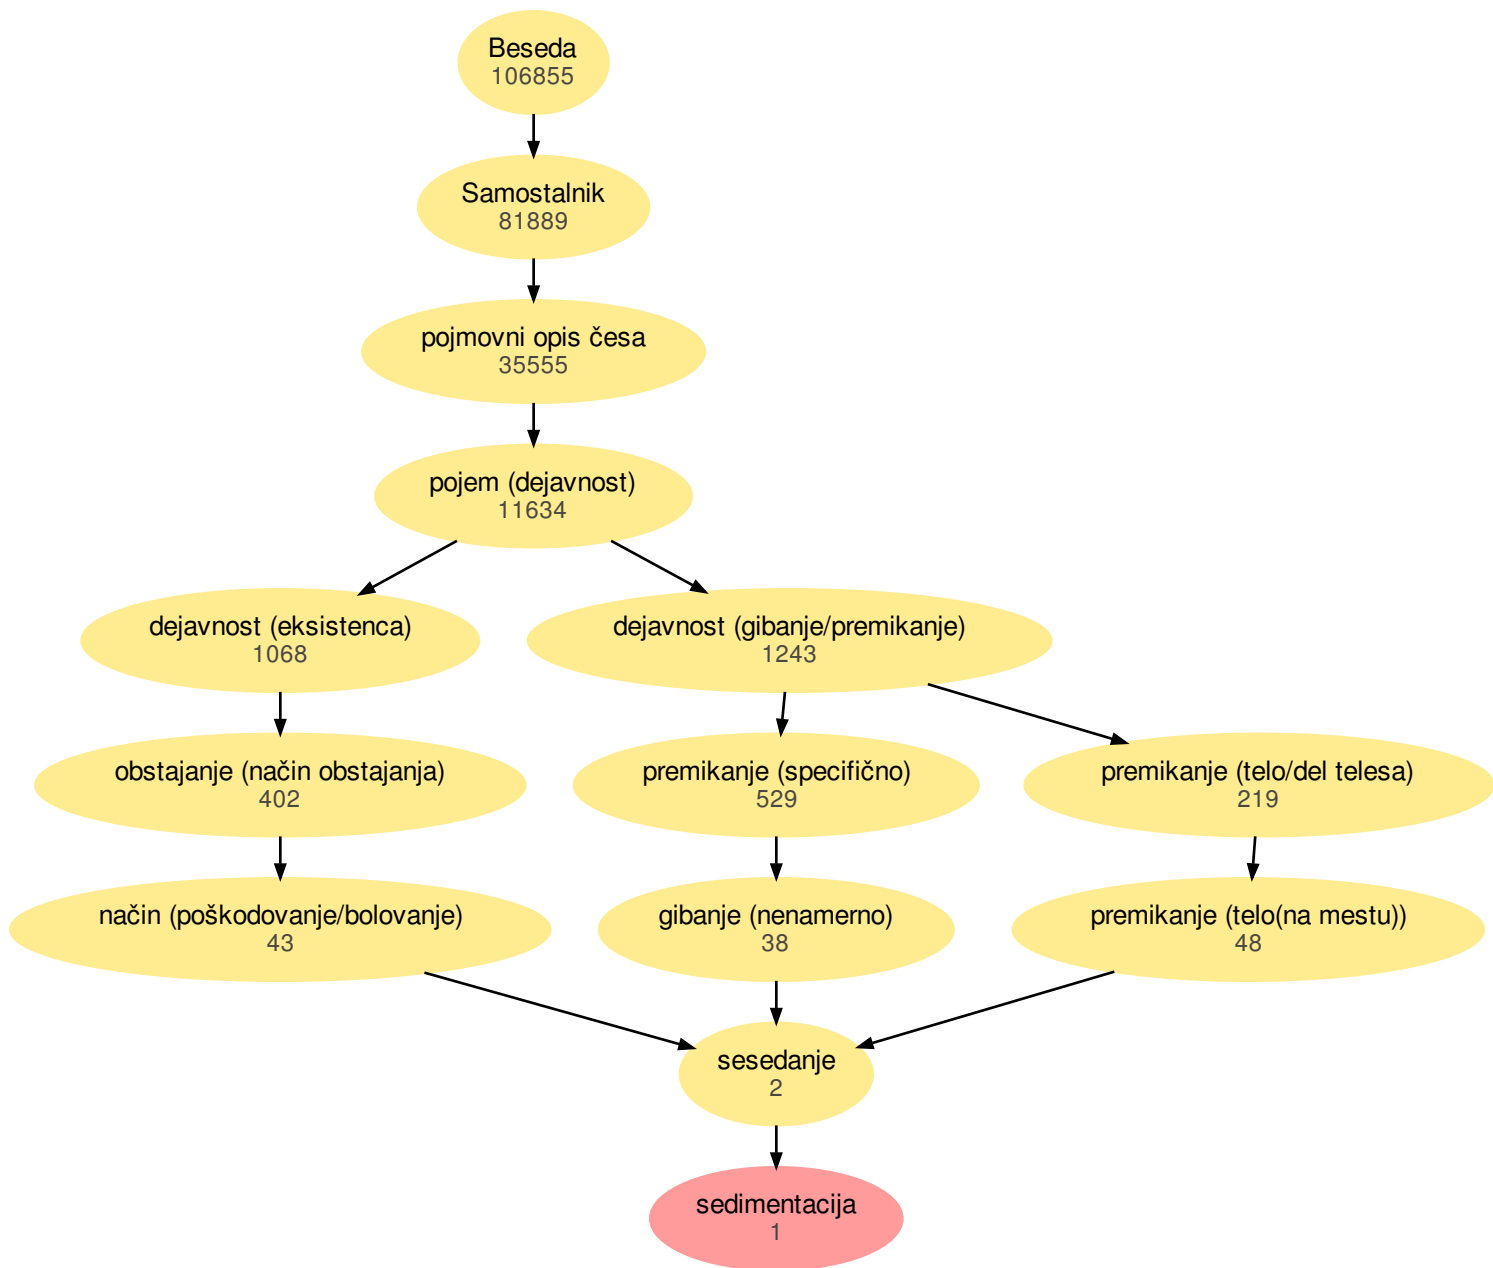 Beseda
106855
Samostalnik
81889
pojmovni opis česa
35555
pojem (dejavnost)
11634
dejavnost (eksistenca)
1068
dejavnost (gibanje/premikanje)
1243
obstajanje (način obstajanja)
402
premikanje (specifično)
529
premikanje (telo/del telesa)
219
način (poškodovanje/bolovanje)
43
gibanje (nenamerno)
38
premikanje (telo(na mestu))
48
sesedanje
2
sedimentacija
1